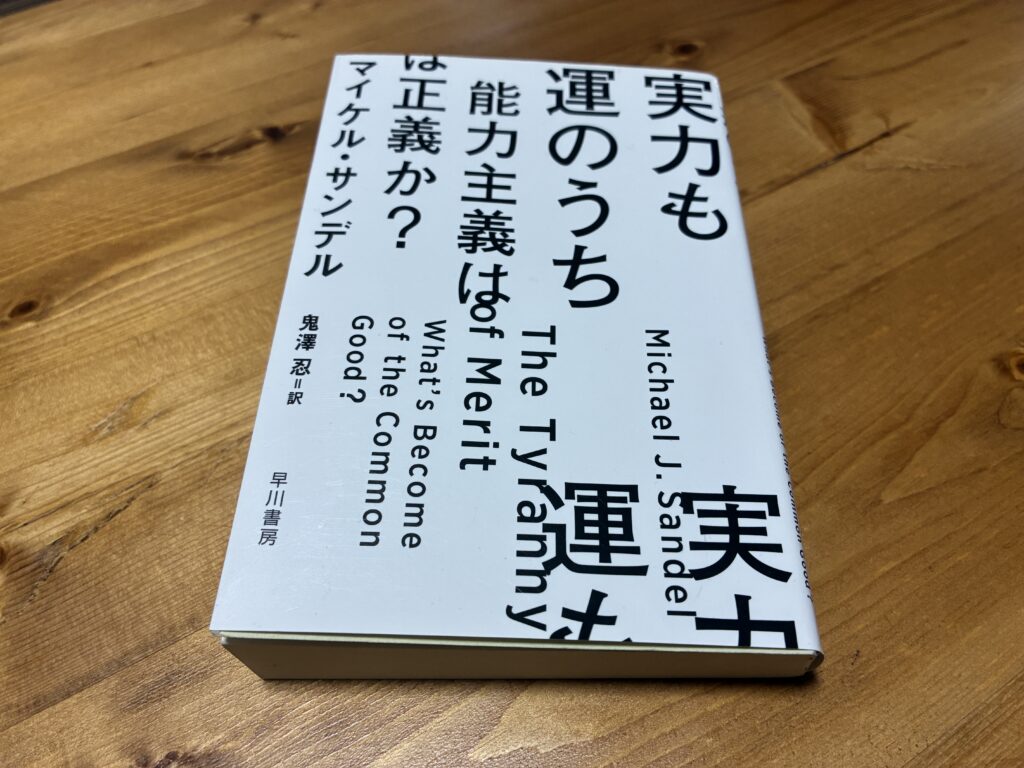 実力も
運のうち
能力主義は
は正義か?
マイケル・サンデル
Michael J. Sandel
The Tyranny
of Merit
What's Become
of the Common
Good?
鬼澤 忍=訳
早川書房
実力
運も